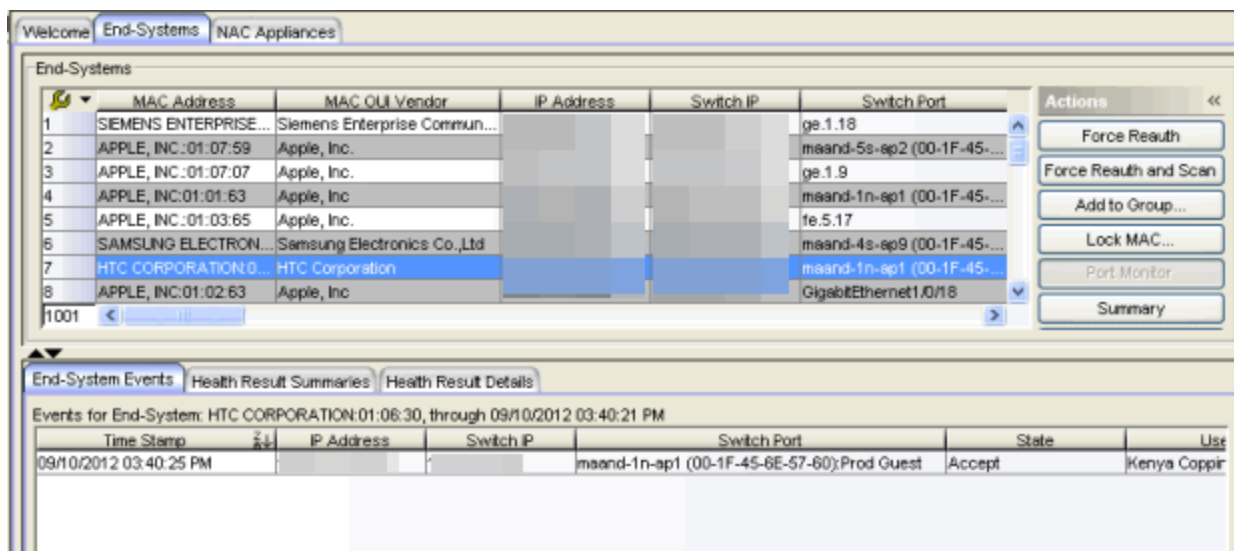 Welcome End-Systems NAC Appliances
End-Systems
MAC Address MAC OUI Vendor IP Address Switch IP Switch Port
1 SIEMENS ENTERPRISE... Siemens Enterprise Commun... ge.1.18
2 APPLE, INC.:01:07:59 Apple, Inc. maand-5s-ap2 (00-1F-45-...
3 APPLE, INC.:01:07:07 Apple, Inc. ge.1.9
4 APPLE, INC:01:01:63 Apple, Inc maand-1n-ap1 (00-1F-45-...
5 APPLE, INC.:01:03:65 Apple, Inc. fe.5.17
6 SAMSUNG ELECTRON... Samsung Electronics Co.,Ltd maand-4s-ap9 (00-1F-45-...
7 HTC CORPORATION:0... HTC Corporation maand-1n-ap1 (00-1F-45-...
8 APPLE, INC:01:02:63 Apple, Inc GigabitEthernet1/0/18
1001
Actions «
Force Reauth
Force Reauth and Scan
Add to Group...
Lock MAC...
Port Monitor
Summary
End-System Events Health Result Summaries Health Result Details
Events for End-System: HTC CORPORATION:01:06:30, through 09/10/2012 03:40:21 PM
Time Stamp IP Address Switch IP Switch Port State Use
09/10/2012 03:40:25 PM maand-1n-ap1 (00-1F-45-6E-57-60):Prod Guest Accept Kenya Coppin